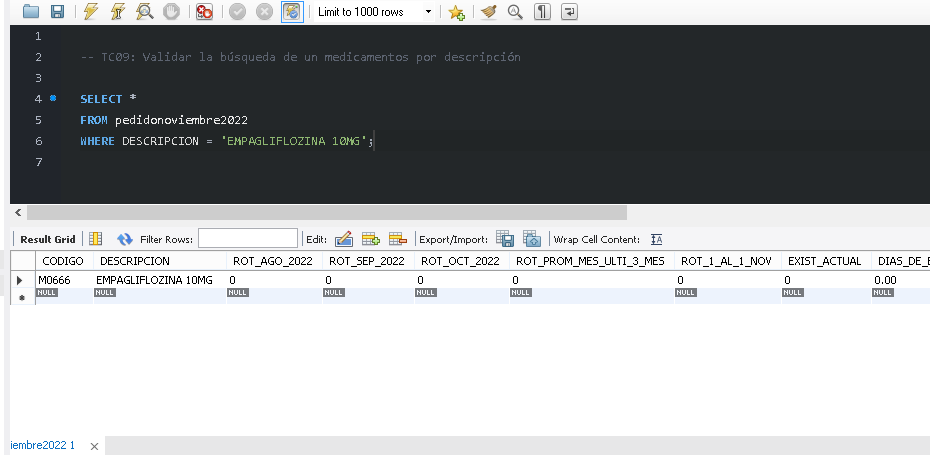 Limit to 1000 rows
1
2 -- TC09: Validar la búsqueda de un medicamentos por descripción
3
4 SELECT *
5 FROM pedidonoviembre2022
6 WHERE DESCRIPCION = 'EMPAGLIFLOZINA 10MG';
7
Result Grid Filter Rows: Edit: Export/Import: Wrap Cell Content: IA
CODIGO DESCRIPCION ROT_AGO_2022 ROT_SEP_2022 ROT_OCT_2022 ROT_PROM_MES_ULTI_3_MES ROT_1_AL_1_NOV EXIST_ACTUAL DIAS_DE_E
M0666 EMPAGLIFLOZINA 10MG 0 0 0 0 0 0 0.00
NULL NULL NULL NULL NULL NULL NULL NULL NULL
iembre2022 1